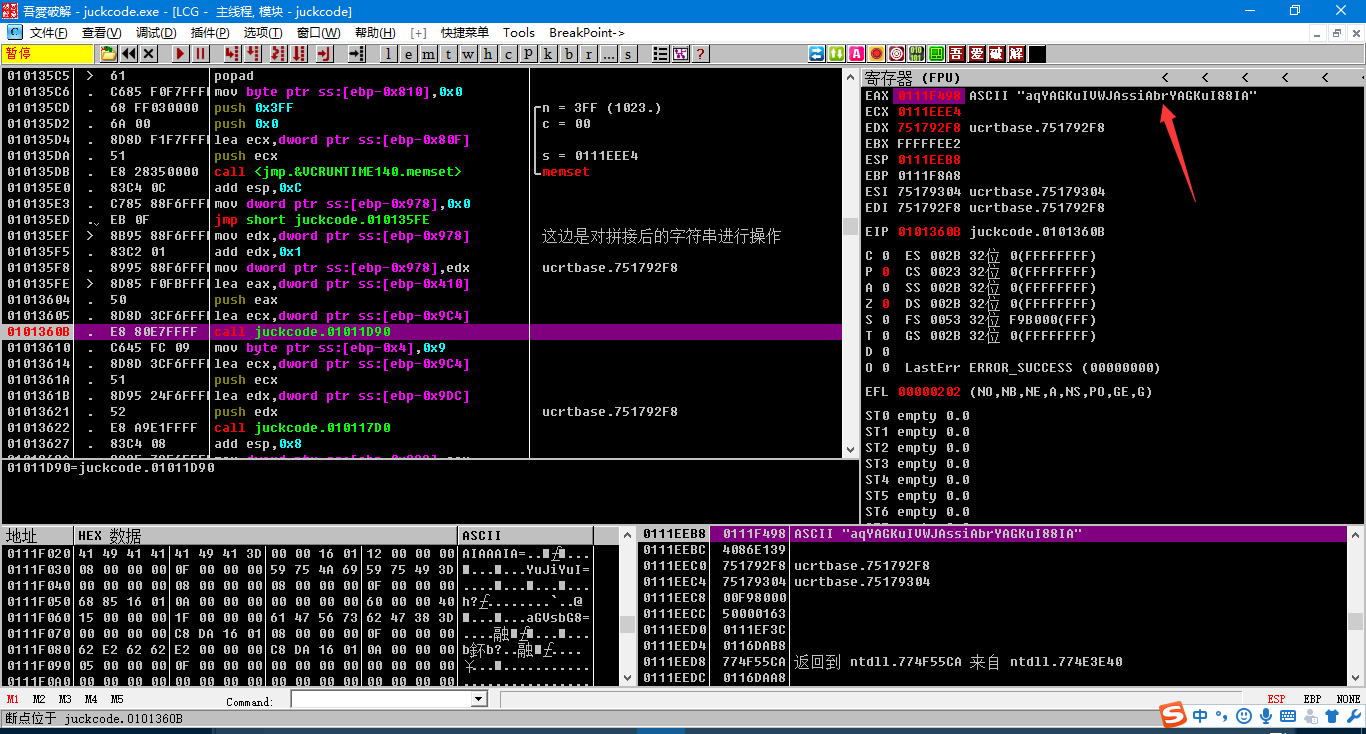 吾爱破解 - juckcode.exe - [LCG - 主线程, 模块 - juckcode]
文件(F) 查看(V) 调试(D) 插件(P) 选项(T) 窗口(W) 帮助(H) [+] 快捷菜单 Tools BreakPoint->
暂停 l e m t w h c P k b r ... s ? 吾 爱 破 解
010135C5 > 61 popad
010135C6 . C685 F0F7FFFF mov byte ptr ss:[ebp-0x810],0x0
010135CD . 68 FF030000 push 0x3FF n = 3FF (1023.)
010135D2 . 6A 00 push 0x0 c = 00
010135D4 . 8D8D F1F7FFFF lea ecx,dword ptr ss:[ebp-0x80F]
010135DA . 51 push ecx s = 0111EEE4
010135DB . E8 28350000 call <jmp.&VCRUNTIME140.memset> memset
010135E0 . 83C4 0C add esp,0xC
010135E3 . C785 88F6FFFF mov dword ptr ss:[ebp-0x978],0x0
010135ED . EB 0F jmp short juckcode.010135FE
010135EF > 8B95 88F6FFFF mov edx,dword ptr ss:[ebp-0x978] 这边是对拼接后的字符串进行操作
010135F5 . 83C2 01 add edx,0x1
010135F8 . 8995 88F6FFFF mov dword ptr ss:[ebp-0x978],edx ucrtbase.751792F8
010135FE > 8D85 F0FBFFFF lea eax,dword ptr ss:[ebp-0x410]
01013604 . 50 push eax
01013605 . 8D8D 3CF6FFFF lea ecx,dword ptr ss:[ebp-0x9C4]
0101360B . E8 80E7FFFF call juckcode.01011D90
01013610 . C645 FC 09 mov byte ptr ss:[ebp-0x4],0x9
01013614 . 8D8D 3CF6FFFF lea ecx,dword ptr ss:[ebp-0x9C4]
0101361A . 51 push ecx
0101361B . 8D95 24F6FFFF lea edx,dword ptr ss:[ebp-0x9DC]
01013621 . 52 push edx ucrtbase.751792F8
01013622 . E8 A9E1FFFF call juckcode.010117D0
01013627 . 83C4 08 add esp,0x8
01011D90=juckcode.01011D90
寄存器 (FPU) < < < < <
EAX 0111F498 ASCII "aqYAGKuIVWJAssiAbrYAGKuI88IA"
ECX 0111EEE4
EDX 751792F8 ucrtbase.751792F8
EBX FFFFFEE2
ESP 0111EEB8
EBP 0111F8A8
ESI 75179304 ucrtbase.75179304
EDI 751792F8 ucrtbase.751792F8
EIP 0101360B juckcode.0101360B
C 0 ES 002B 32位 0(FFFFFFFF)
P 0 CS 0023 32位 0(FFFFFFFF)
A 0 SS 002B 32位 0(FFFFFFFF)
Z 0 DS 002B 32位 0(FFFFFFFF)
S 0 FS 0053 32位 F9B000(FFF)
T 0 GS 002B 32位 0(FFFFFFFF)
D 0
O 0 LastErr ERROR_SUCCESS (00000000)
EFL 00000202 (NO,NB,NE,A,NS,PO,GE,G)
ST0 empty 0.0
ST1 empty 0.0
ST2 empty 0.0
ST3 empty 0.0
ST4 empty 0.0
ST5 empty 0.0
ST6 empty 0.0
地址 HEX 数据 ASCII
0111F020 41 49 41 41 41 49 41 3D 00 00 16 01 12 00 00 00 AIAAAIA=
0111F030 08 00 00 00 0F 00 00 00 59 75 4A 69 59 75 49 3D YuJiYuI=
0111F040 00 00 00 00 08 00 00 00 08 00 00 00 0F 00 00 00
0111F050 68 85 16 01 0A 00 00 00 00 00 00 00 60 00 00 40
0111F060 15 00 00 00 1F 00 00 00 61 47 56 73 62 47 38 3D aGVsbG8=
0111F070 00 00 00 00 C8 DA 16 01 08 00 00 00 0F 00 00 00
0111F080 62 E2 62 62 E2 00 00 00 C8 DA 16 01 0A 00 00 00
0111F090 05 00 00 00 0F 00 00 00 00 00 00 00 00 00 00 00
0111EEB8 0111F498 ASCII "aqYAGKuIVWJAssiAbrYAGKuI88IA"
0111EEBC 4086E139
0111EEC0 751792F8 ucrtbase.751792F8
0111EEC4 75179304 ucrtbase.75179304
0111EEC8 00F98000
0111EECC 50000163
0111EED0 0111EF3C
0111EED4 0116DAB8
0111EED8 774F55CA 返回到 ntdll.774F55CA 来自 ntdll.774E3E40
0111EEDC 0116DAA8
M1 M2 M3 M4 M5 Command: ESP EBP NONE
断点位于 juckcode.0101360B
中